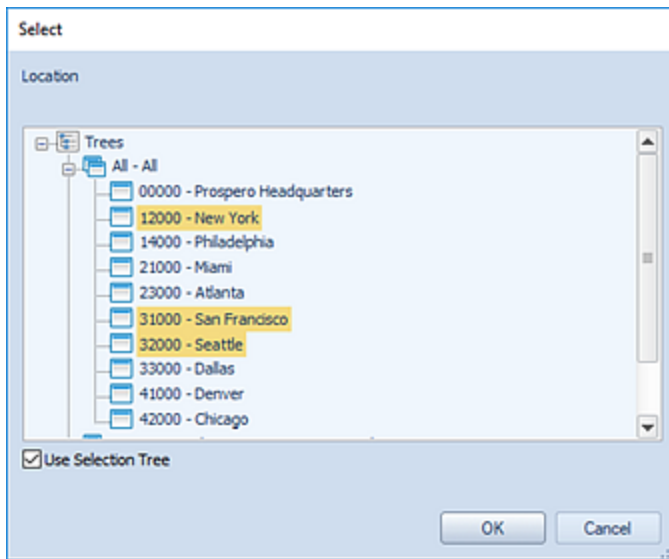 Select
Location
Trees
All - All
00000 - Prospero Headquarters
12000 - New York
14000 - Philadelphia
21000 - Miami
23000 - Atlanta
31000 - San Francisco
32000 - Seattle
33000 - Dallas
41000 - Denver
42000 - Chicago
Use Selection Tree
OK
Cancel